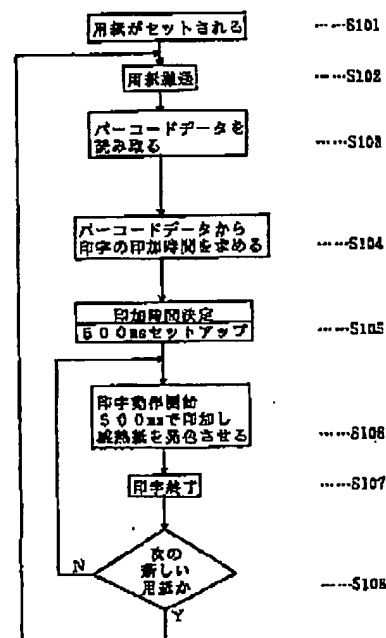 用紙がセットされる
S101
用紙搬送
S102
バーコードデータを
読み取る
S103
バーコードデータから
印字の印加時間を求める
S104
印加時間決定
500msセットアップ
S105
印字動作開始
500msで印加し
感熱紙を発色させる
S106
印字終了
S107
次の
新しい
用紙か
S108
N
Y